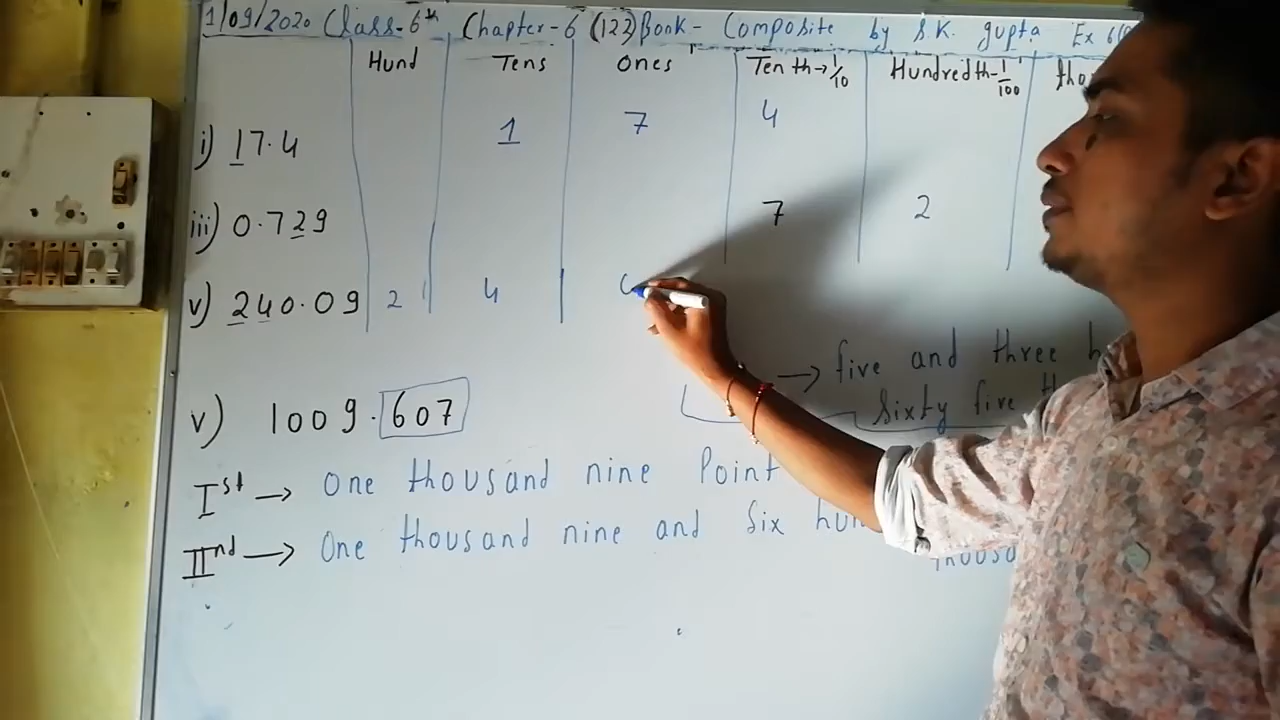 1/09/2020 Class-6th Chapter-6 (122) Book- Composite by S.K. gupta Ex
Hund Tens Ones Tenth→1/10 Hundredth-1/100
i) 17.4 1 7 4
iii) 0.729 7 2
v) 240.09 2 4
→ five and three
Sixty five
v) 1009.607
Ist → One thousand nine Point
IInd → One thousand nine and Six